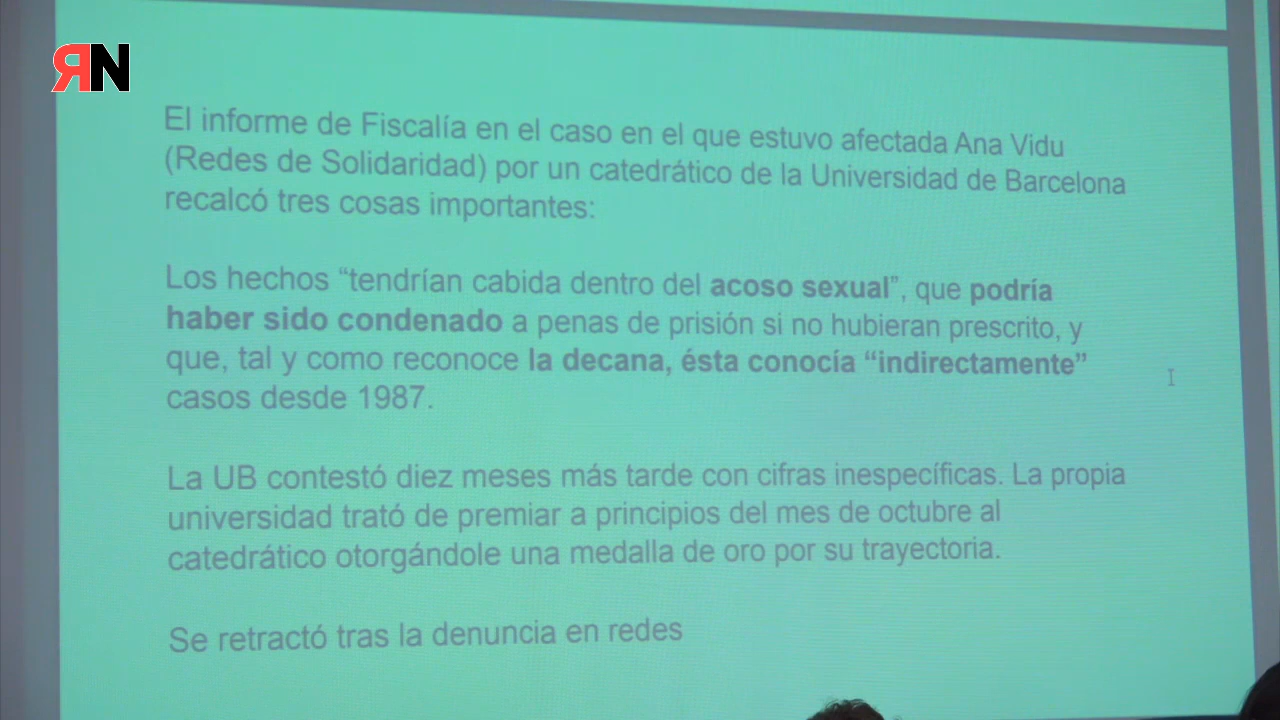 RN
El informe de Fiscalía en el caso en el que estuvo afectada Ana Vidu
(Redes de Solidaridad) por un catedrático de la Universidad de Barcelona
recalcó tres cosas importantes:
Los hechos “tendrían cabida dentro del acoso sexual”, que podría
haber sido condenado a penas de prisión si no hubieran prescrito, y
que, tal y como reconoce la decana, ésta conocía “indirectamente”
casos desde 1987.
La UB contestó diez meses más tarde con cifras inespecíficas. La propia
universidad trató de premiar a principios del mes de octubre al
catedrático otorgándole una medalla de oro por su trayectoria.
Se retractó tras la denuncia en redes